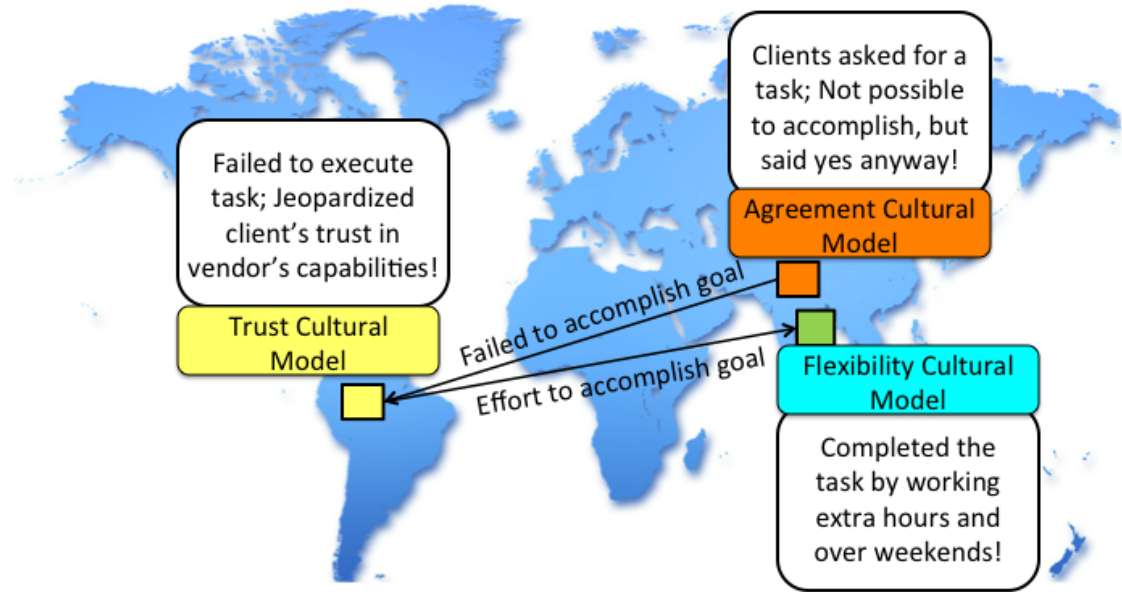 Clients asked for a
task; Not possible
to accomplish, but
said yes anyway!
Agreement Cultural
Model
Failed to execute
task; Jeopardized
client's trust in
vendor's capabilities!
Trust Cultural
Model
Failed to accomplish goal
Effort to accomplish goal
Flexibility Cultural
Model
Completed the
task by working
extra hours and
over weekends!